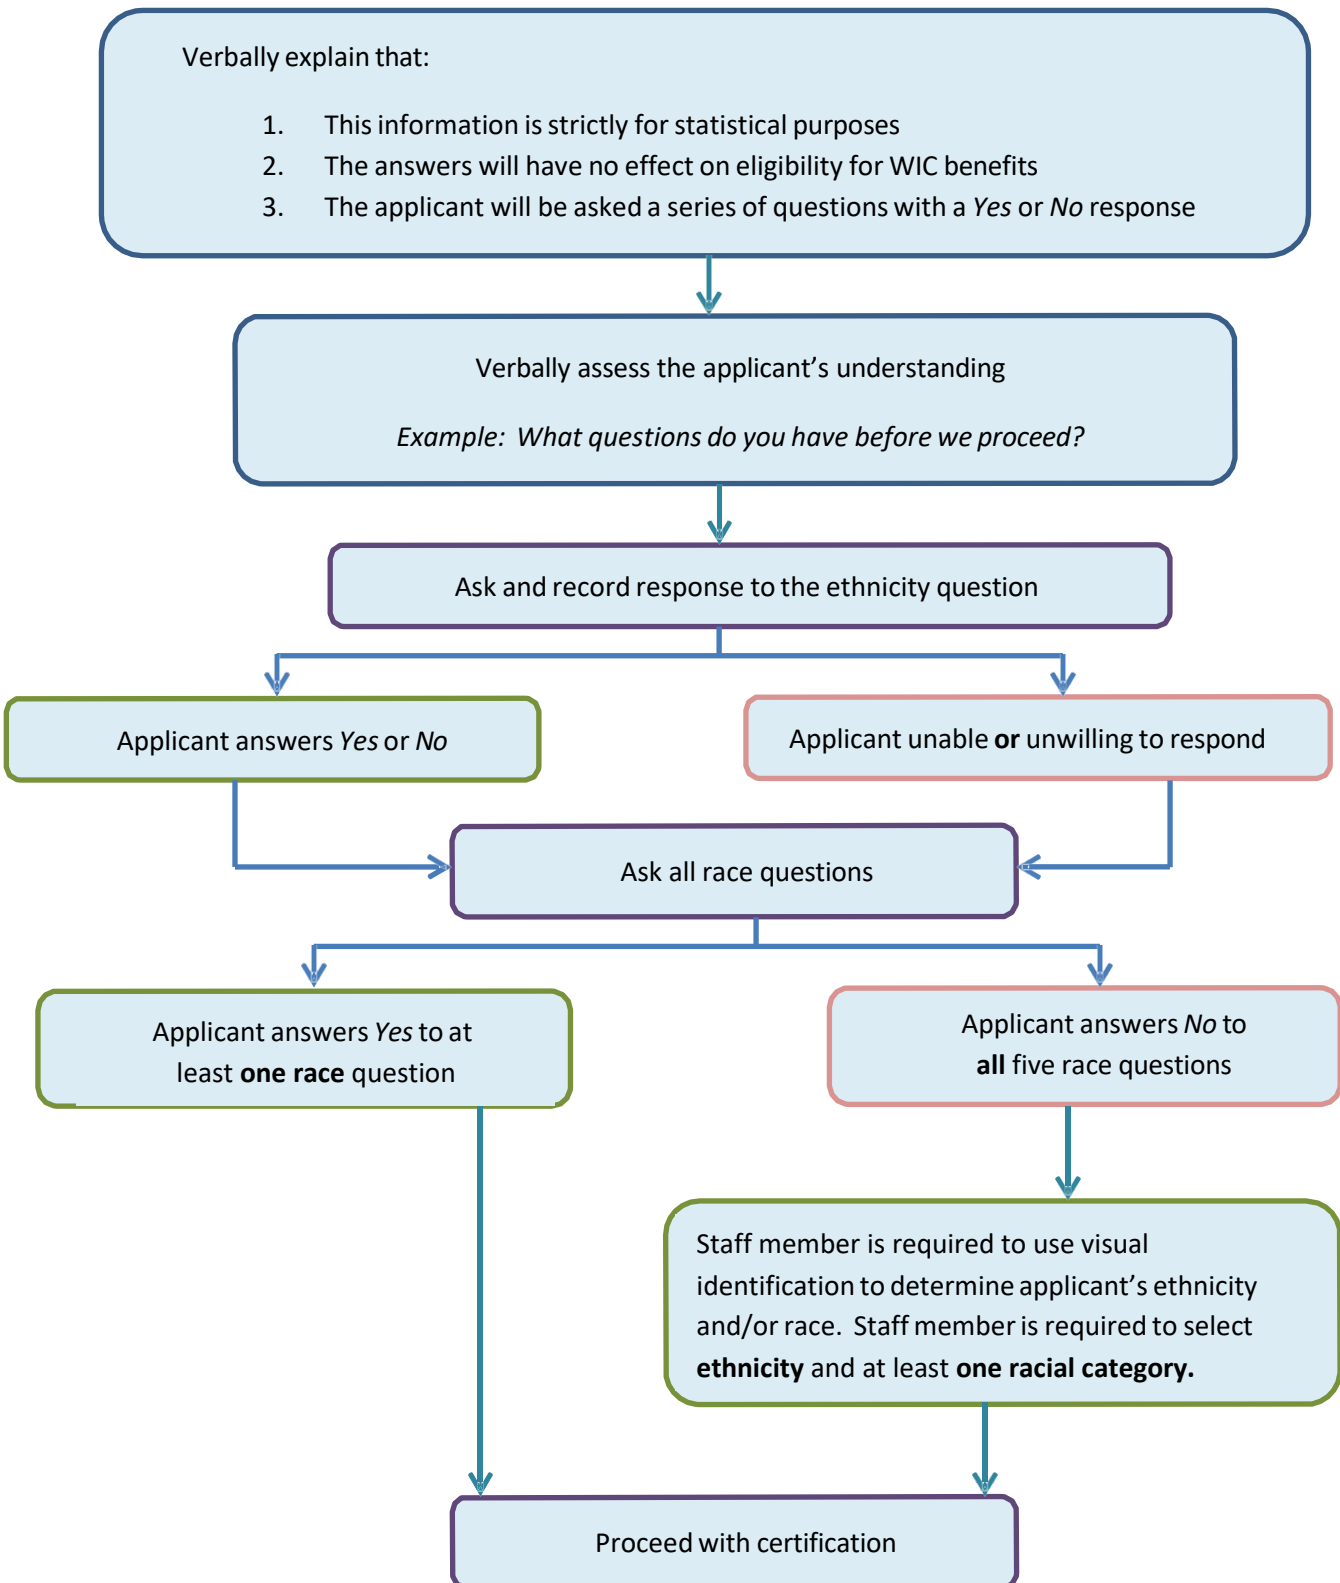 Verbally explain that:
1. This information is strictly for statistical purposes
2. The answers will have no effect on eligibility for WIC benefits
3. The applicant will be asked a series of questions with a Yes or No response
Verbally assess the applicant’s understanding
Example: What questions do you have before we proceed?
Ask and record response to the ethnicity question
Applicant answers Yes or No
Applicant unable or unwilling to respond
Ask all race questions
Applicant answers Yes to at
least one race question
Applicant answers No to
all five race questions
Staff member is required to use visual
identification to determine applicant’s ethnicity
and/or race. Staff member is required to select
ethnicity and at least one racial category.
Proceed with certification